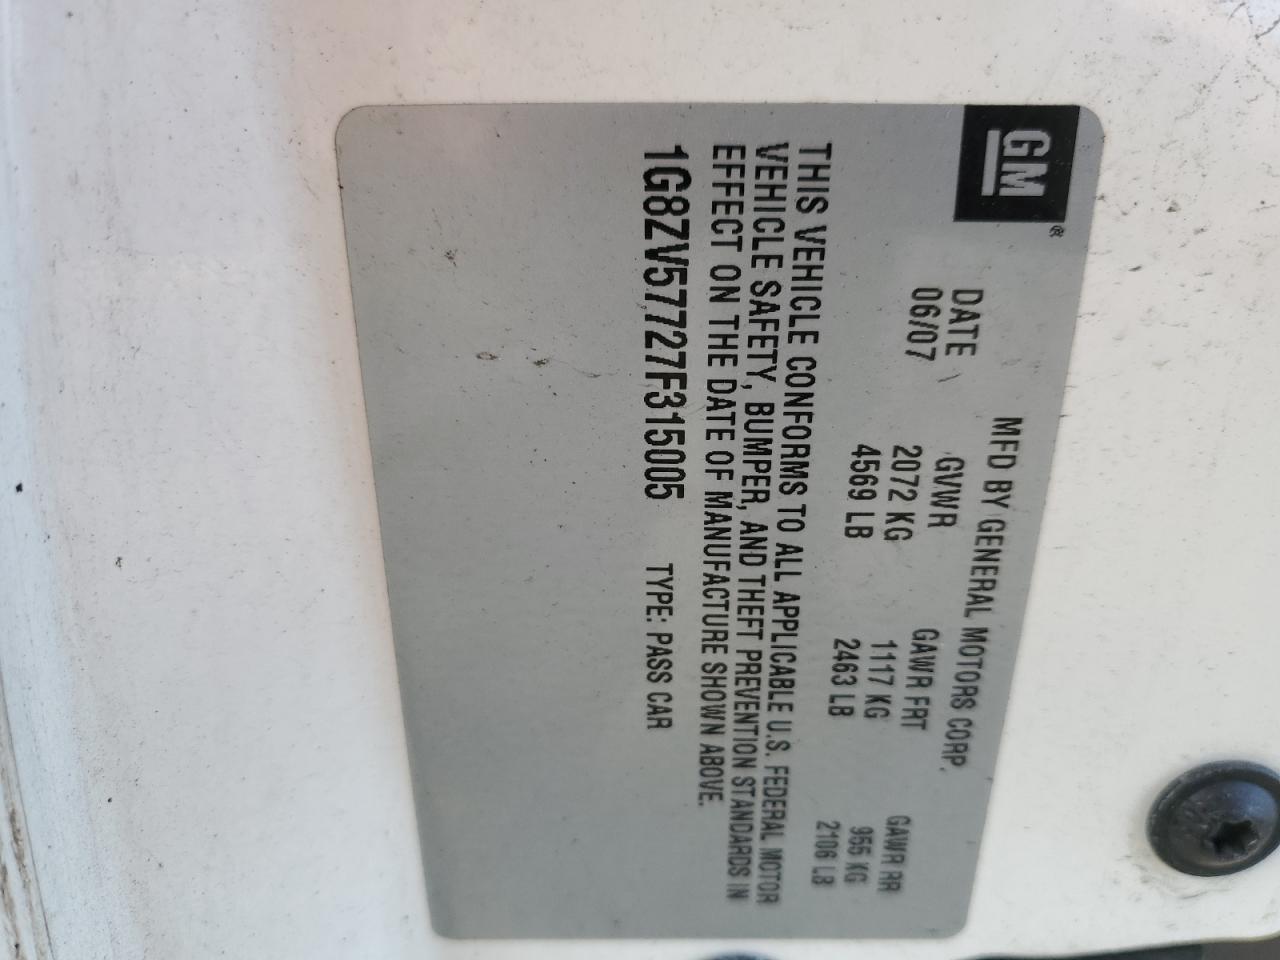 GM®
MFD BY GENERAL MOTORS CORP.
DATE GVWR GAWR FRT GAWR RR
06/07 2072 KG 1117 KG 955 KG
4569 LB 2463 LB 2106 LB
THIS VEHICLE CONFORMS TO ALL APPLICABLE U.S. FEDERAL MOTOR
VEHICLE SAFETY, BUMPER, AND THEFT PREVENTION STANDARDS IN
EFFECT ON THE DATE OF MANUFACTURE SHOWN ABOVE.
1G8ZV57727F315005 TYPE: PASS CAR